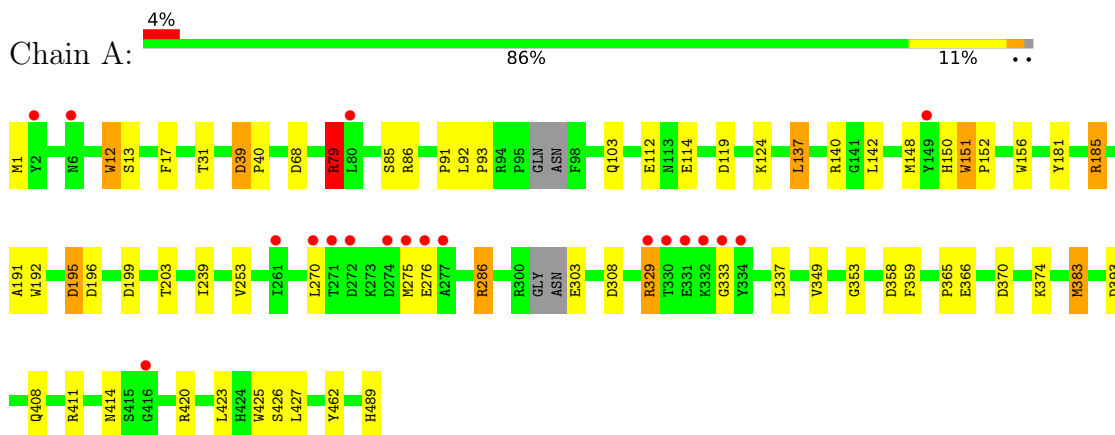 4%
Chain A:
86%
11%
M1 Y2 N6 W12 S13 F17 T31 D39 P40 D68 R79 L80 S85 R86 P91 L92 P93 R94 P95 GLN ASN F98 Q103 E112 N113 E114 D119 K124 L137 R140 G141 L142 M148 Y149 H150 W151 P152 W156 Y181 R185
A191 W192 D195 D196 D199 T203 I239 V253 I261 L270 T271 D272 K273 D274 M275 E276 A277 R286 R300 GLY ASN E303 D308 R329 T330 E331 K332 G333 Y334 L337 V349 G353 D358 F359 P365 E366 D370 K374 M383
Q408 R411 N414 S415 G416 R420 L423 H424 W425 S426 L427 Y462 H489